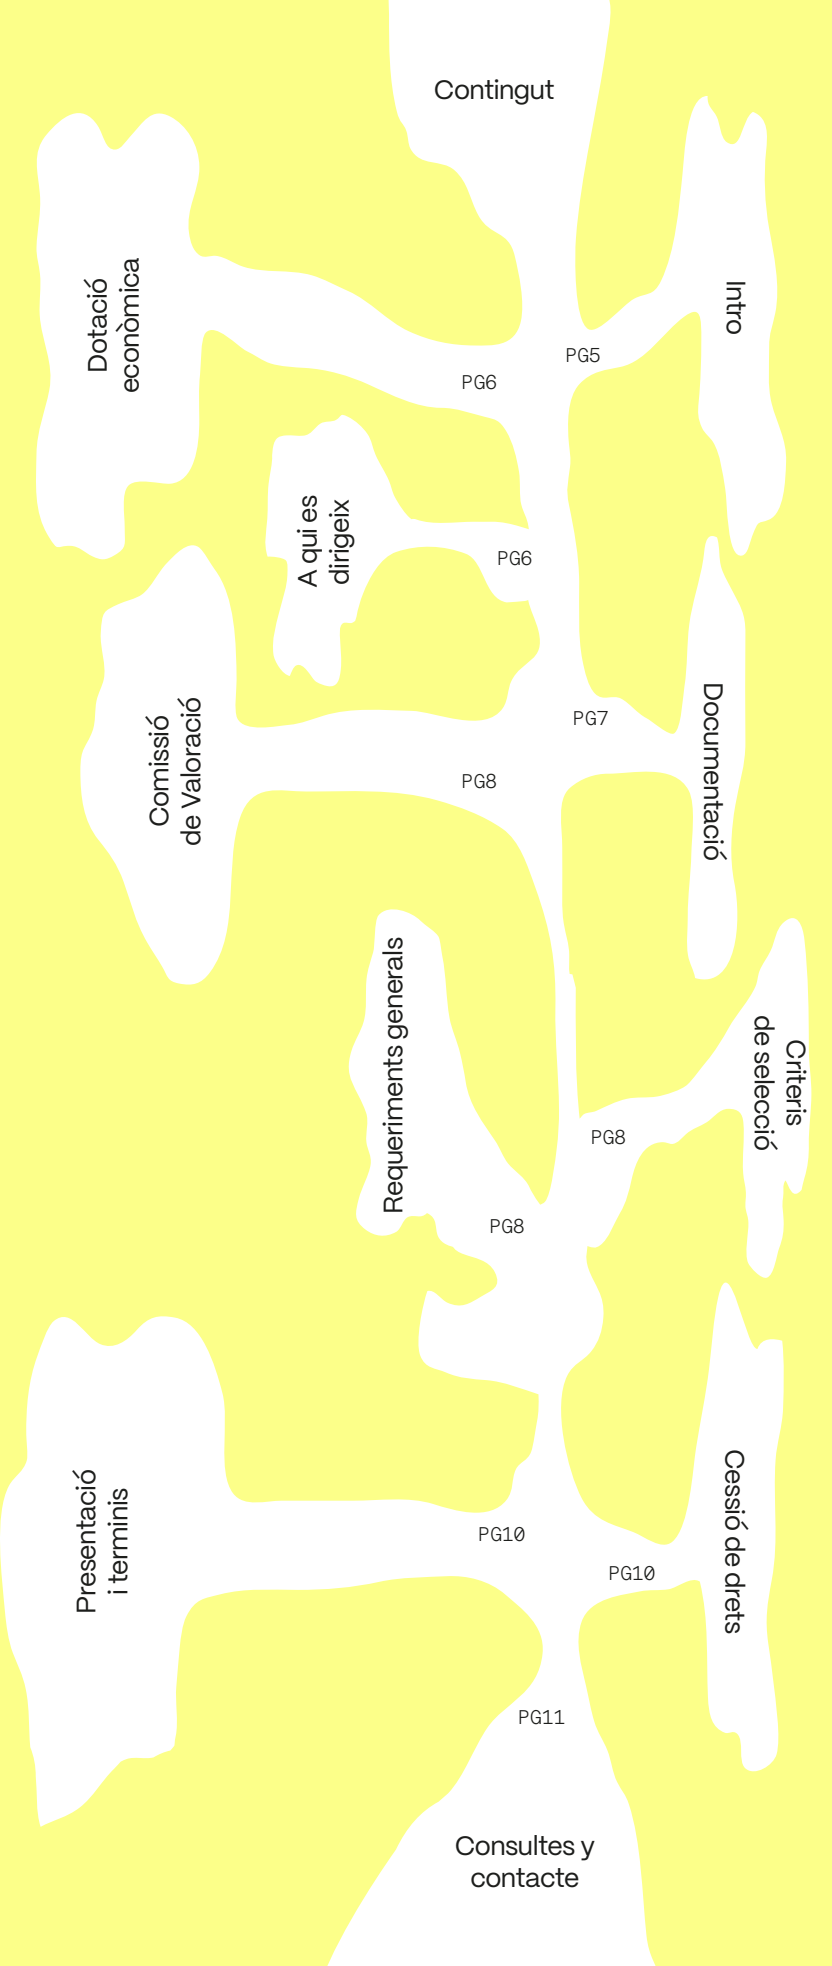 Contingut
Intro
PG5
Dotació
econòmica
PG6
A qui es
dirigeix
PG6
Documentació
PG7
Comissió
de Valoració
PG8
Criteris
de selecció
PG8
Requeriments generals
PG8
Presentació
i terminis
PG10
Cessió de drets
PG10
PG11
Consultes y
contacte